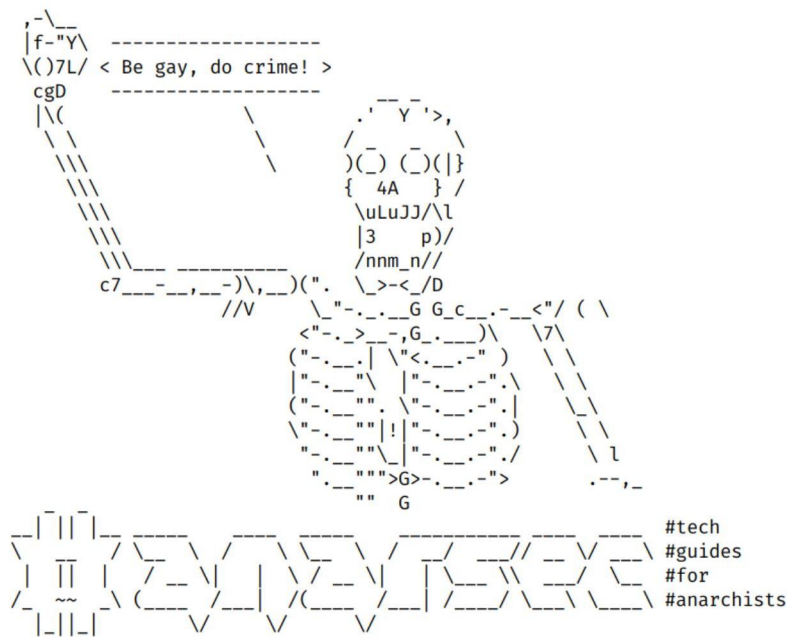 < Be gay, do crime! >
#anarsec
#tech
#guides
#for
#anarchists